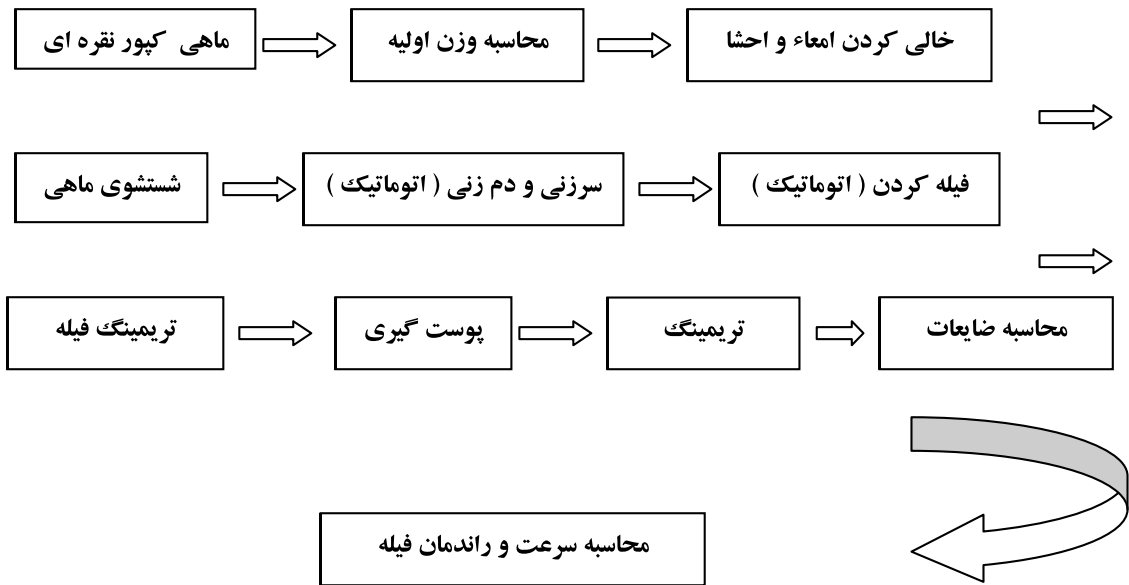 ماهی کپور نقره ای
محاسبه وزن اولیه
خالی کردن امعاء و احشا
شستشوی ماهی
سرزنی و دم زنی ( اتوماتیک )
فیله کردن ( اتوماتیک )
تریمینگ فیله
پوست گیری
تریمینگ
محاسبه ضایعات
محاسبه سرعت و راندمان فیله